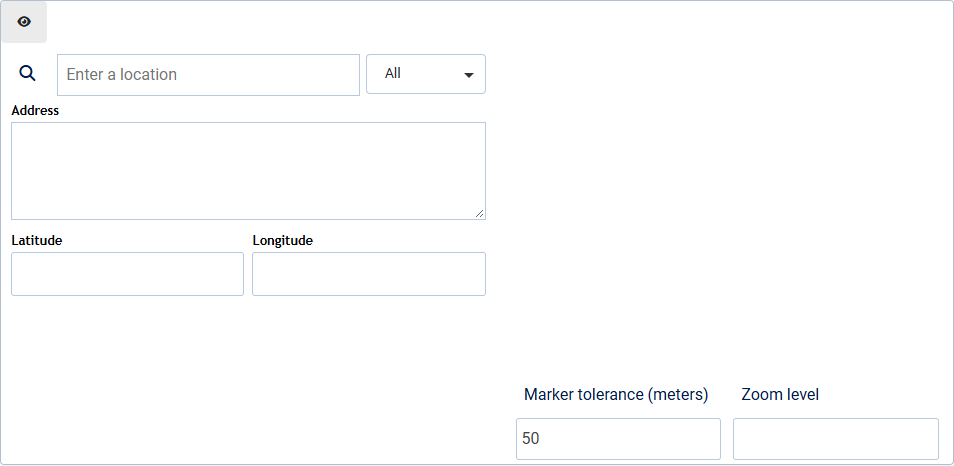 Enter a location
All
Address
Latitude Longitude
Marker tolerance (meters) Zoom level
50